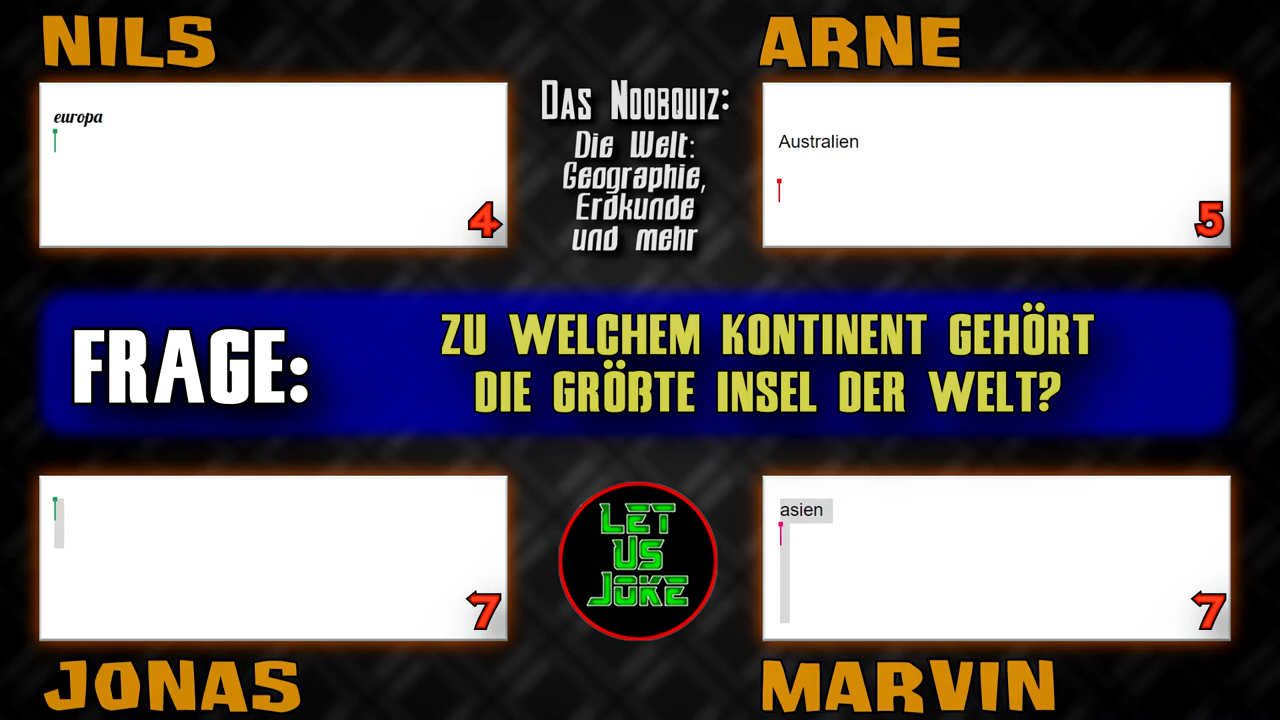 NILS
ARNE
europa
4
DAS NOOBQUIZ:
Die Welt:
Geographie,
Erdkunde
und mehr
Australien
5
FRAGE:
ZU WELCHEM KONTINENT GEHÖRT
DIE GRÖßTE INSEL DER WELT?
7
LET
US
JOKE
asien
7
JONAS
MARVIN